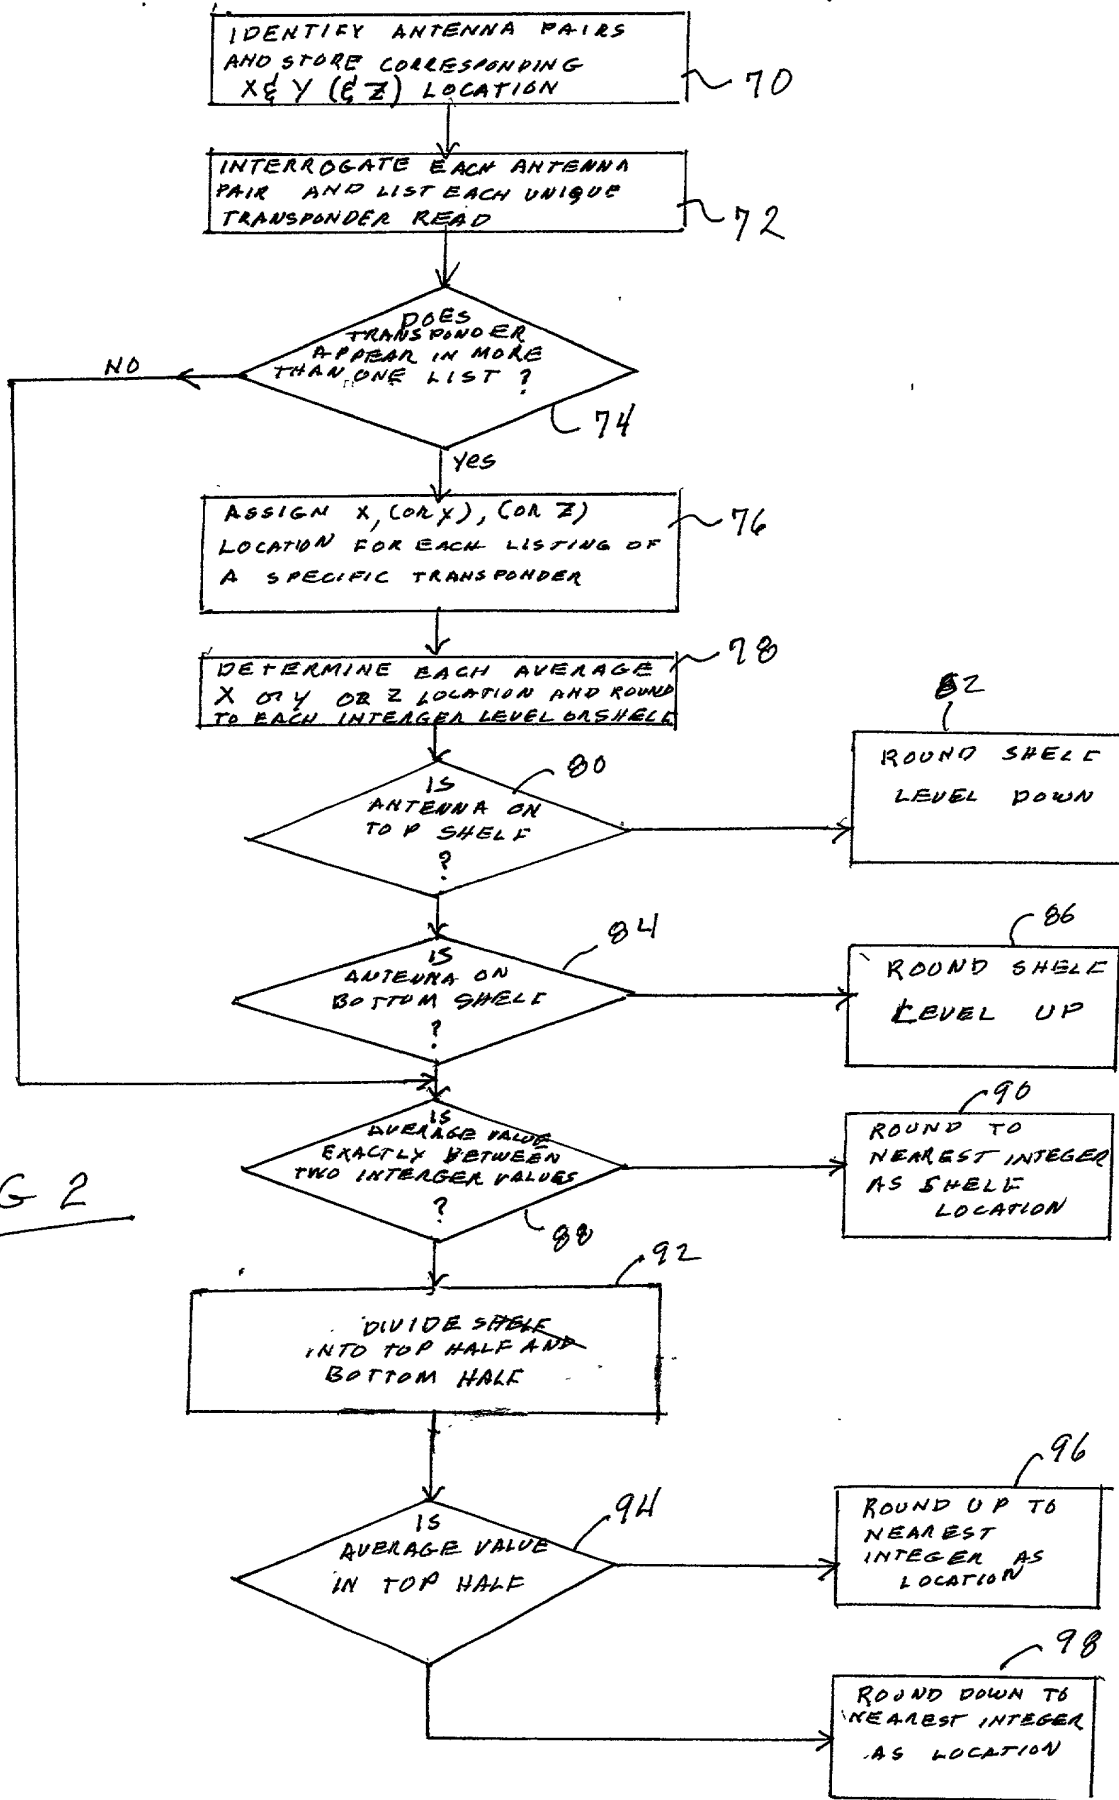 IDENTIFY ANTENNA PAIRS
AND STORE CORRESPONDING
X & Y (& Z) LOCATION
70
INTERROGATE EACH ANTENNA
PAIR AND LIST EACH UNIQUE
TRANSPONDER READ
72
DOES
TRANSPONDER
APPEAR IN MORE
THAN ONE LIST ?
NO
74
yes
ASSIGN X, (OR Y), (OR Z)
LOCATION FOR EACH LISTING OF
A SPECIFIC TRANSPONDER
76
DETERMINE EACH AVERAGE
X or Y OR Z LOCATION AND ROUND
TO EACH INTERGER LEVEL OR SHELF
78
IS
ANTENNA ON
TOP SHELF
?
80
82
ROUND SHELF
LEVEL DOWN
IS
ANTENNA ON
BOTTOM SHELF
?
84
86
ROUND SHELF
LEVEL UP
IS
AVERAGE VALUE
EXACTLY BETWEEN
TWO INTERGER VALUES
?
88
90
ROUND TO
NEAREST INTEGER
AS SHELF
LOCATION
G 2
92
DIVIDE SHELF
INTO TOP HALF AND
BOTTOM HALF
IS
AVERAGE VALUE
IN TOP HALF
94
96
ROUND UP TO
NEAREST
INTEGER AS
LOCATION
98
ROUND DOWN TO
NEAREST INTEGER
AS LOCATION